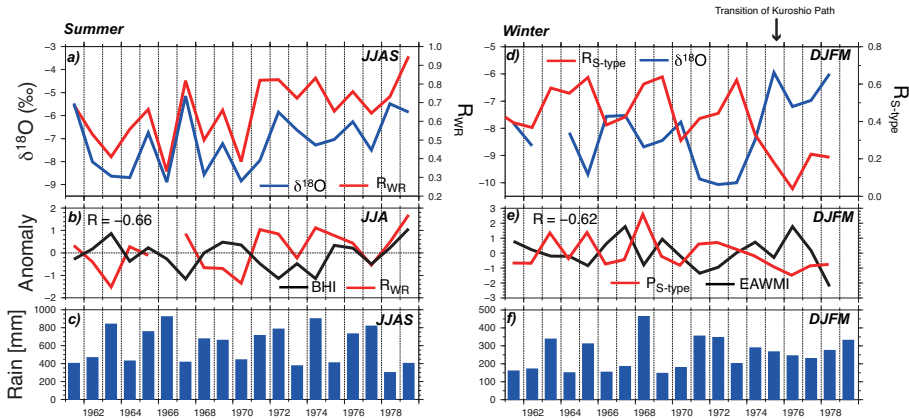 Transition of Kuroshio Path
Summer
Winter
a)
JJAS
δ¹⁸O (‰)
-3
-4
-5
-6
-7
-8
-9
1.0
0.9
0.8
0.7
0.6
0.5
0.4
0.3
0.2
R_WR
δ¹⁸O
R_WR
d)
R_S-type
δ¹⁸O
DJFM
-5
-6
-7
-8
-9
-10
0.8
0.6
0.4
0.2
0.0
R_S-type
b)
R = -0.66
JJA
Anomaly
2
1
0
-1
-2
BHI
R_WR
e)
R = -0.62
DJFM
3
2
1
0
-1
-2
-3
P_S-type
EAWMI
c)
JJAS
Rain [mm]
1000
800
600
400
200
0
1962 1964 1966 1968 1970 1972 1974 1976 1978
f)
DJFM
500
400
300
200
100
0
1962 1964 1966 1968 1970 1972 1974 1976 1978